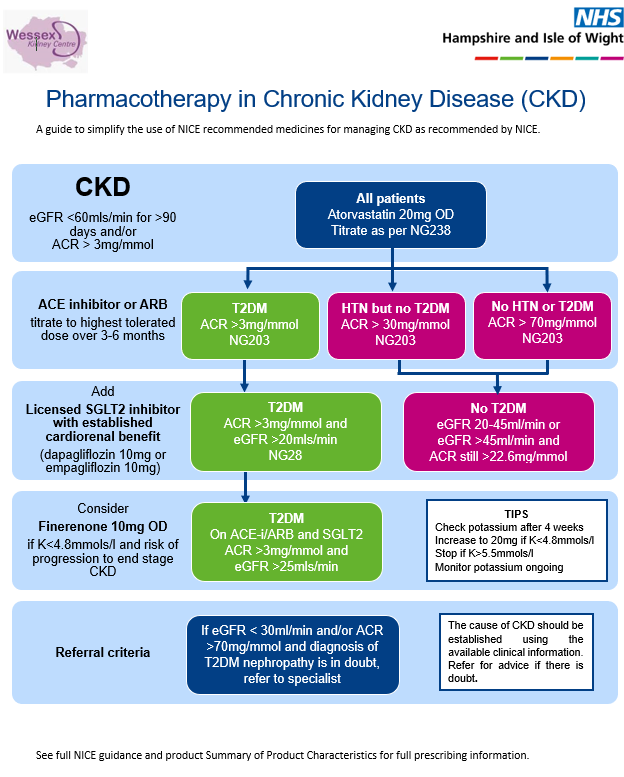 Wessex
Kidney Centre
NHS
Hampshire and Isle of Wight
Pharmacotherapy in Chronic Kidney Disease (CKD)
A guide to simplify the use of NICE recommended medicines for managing CKD as recommended by NICE.
CKD
eGFR <60mls/min for >90
days and/or
ACR > 3mg/mmol
All patients
Atorvastatin 20mg OD
Titrate as per NG238
ACE inhibitor or ARB
titrate to highest tolerated
dose over 3-6 months
T2DM
ACR >3mg/mmol
NG203
HTN but no T2DM
ACR > 30mg/mmol
NG203
No HTN or T2DM
ACR > 70mg/mmol
NG203
Add
Licensed SGLT2 inhibitor
with established
cardiorenal benefit
(dapagliflozin 10mg or
empagliflozin 10mg)
T2DM
ACR >3mg/mmol and
eGFR >20mls/min
NG28
No T2DM
eGFR 20-45ml/min or
eGFR >45ml/min and
ACR still >22.6mg/mmol
Consider
Finerenone 10mg OD
if K<4.8mmols/l and risk of
progression to end stage
CKD
T2DM
On ACE-i/ARB and SGLT2
ACR >3mg/mmol and
eGFR >25mls/min
TIPS
Check potassium after 4 weeks
Increase to 20mg if K<4.8mmols/l
Stop if K>5.5mmols/l
Monitor potassium ongoing
Referral criteria
If eGFR < 30ml/min and/or ACR
>70mg/mmol and diagnosis of
T2DM nephropathy is in doubt,
refer to specialist
The cause of CKD should be
established using the
available clinical information.
Refer for advice if there is
doubt.
See full NICE guidance and product Summary of Product Characteristics for full prescribing information.